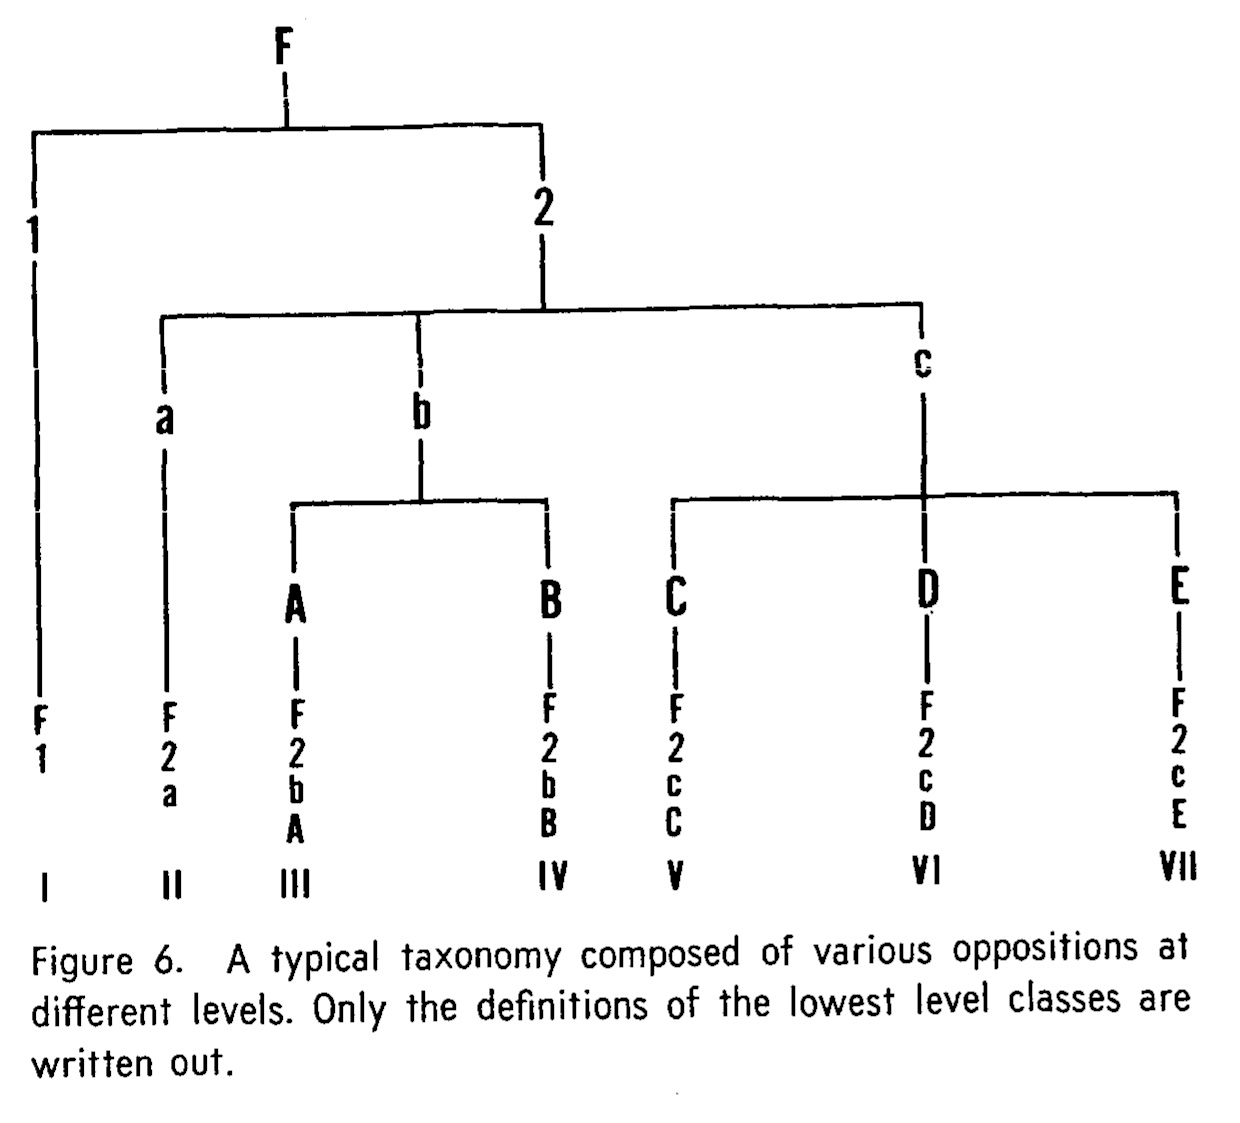 F
1
2
a
b
c
A
B
C
D
E
F F F F F F F
1 2 2 2 2 2 2
a b b c c c
A B C D E
I II III IV V VI VII
Figure 6. A typical taxonomy composed of various oppositions at
different levels. Only the definitions of the lowest level classes are
written out.